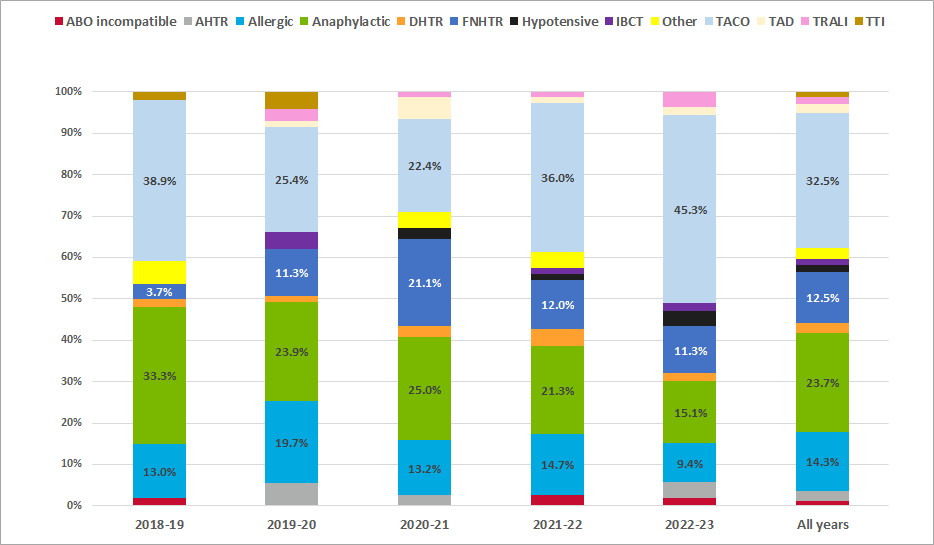 ABO incompatible AHTR Allergic Anaphylactic DHTR FNHTR Hypotensive IBCT Other TACO TAD TRALI TTI
100%
90%
80%
70%
60%
50%
40%
30%
20%
10%
0%
38.9% 25.4% 22.4% 36.0% 45.3% 32.5%
3.7% 11.3% 21.1% 12.0% 11.3% 12.5%
33.3% 23.9% 25.0% 21.3% 15.1% 23.7%
13.0% 19.7% 13.2% 14.7% 9.4% 14.3%
2018-19 2019-20 2020-21 2021-22 2022-23 All years